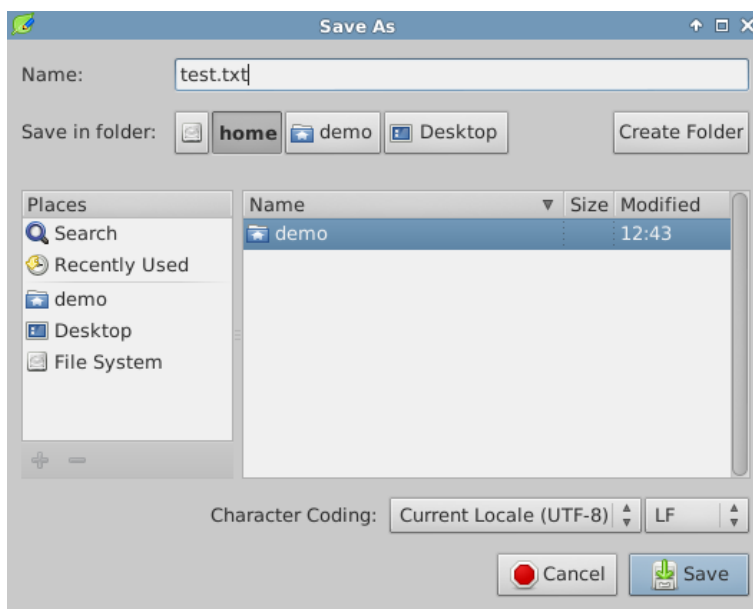 Save As
Name: test.txt
Save in folder: home demo Desktop Create Folder
Places Name Size Modified
Search demo 12:43
Recently Used
demo
Desktop
File System
Character Coding: Current Locale (UTF-8) LF
Cancel Save